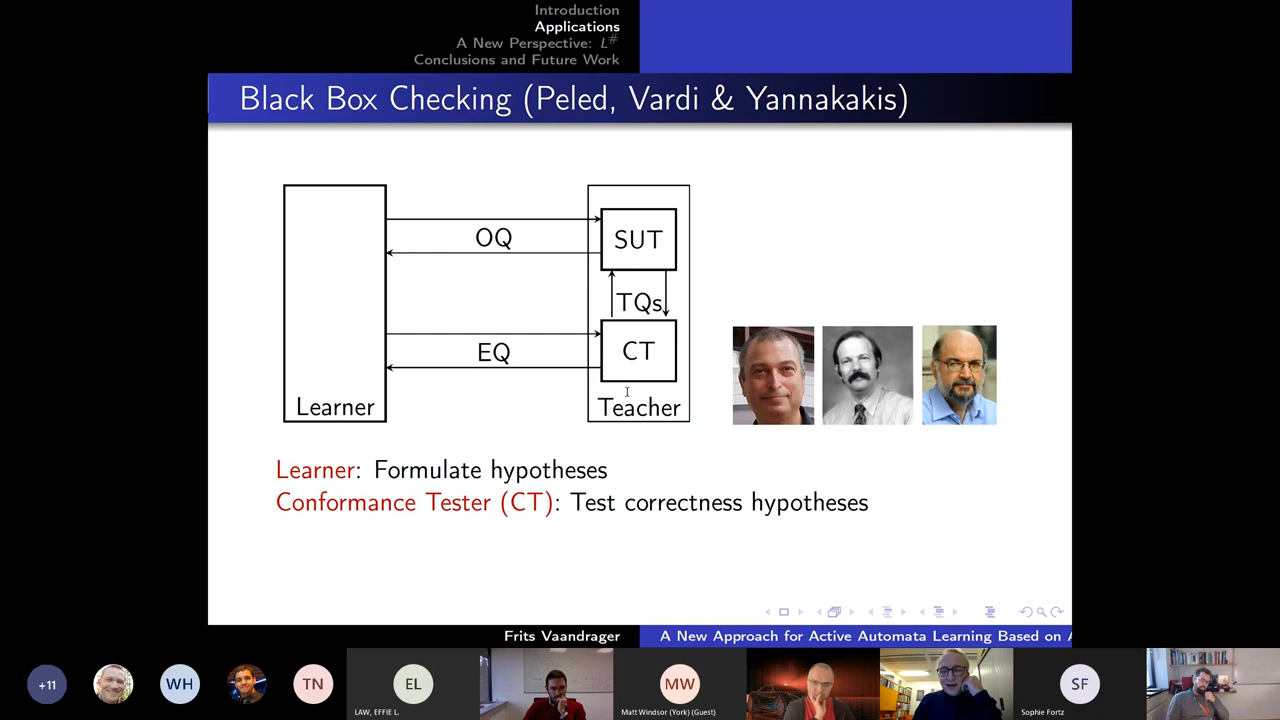 Introduction
Applications
A New Perspective: L#
Conclusions and Future Work
Black Box Checking (Peled, Vardi & Yannakakis)
OQ
SUT
TQs
EQ
CT
Learner
Teacher
Learner: Formulate hypotheses
Conformance Tester (CT): Test correctness hypotheses
Frits Vaandrager
A New Approach for Active Automata Learning Based on A
+11
WH
TN
EL
LAW, EFFIE L.
MW
Matt Windsor (York) (Guest)
SF
Sophie Fortz